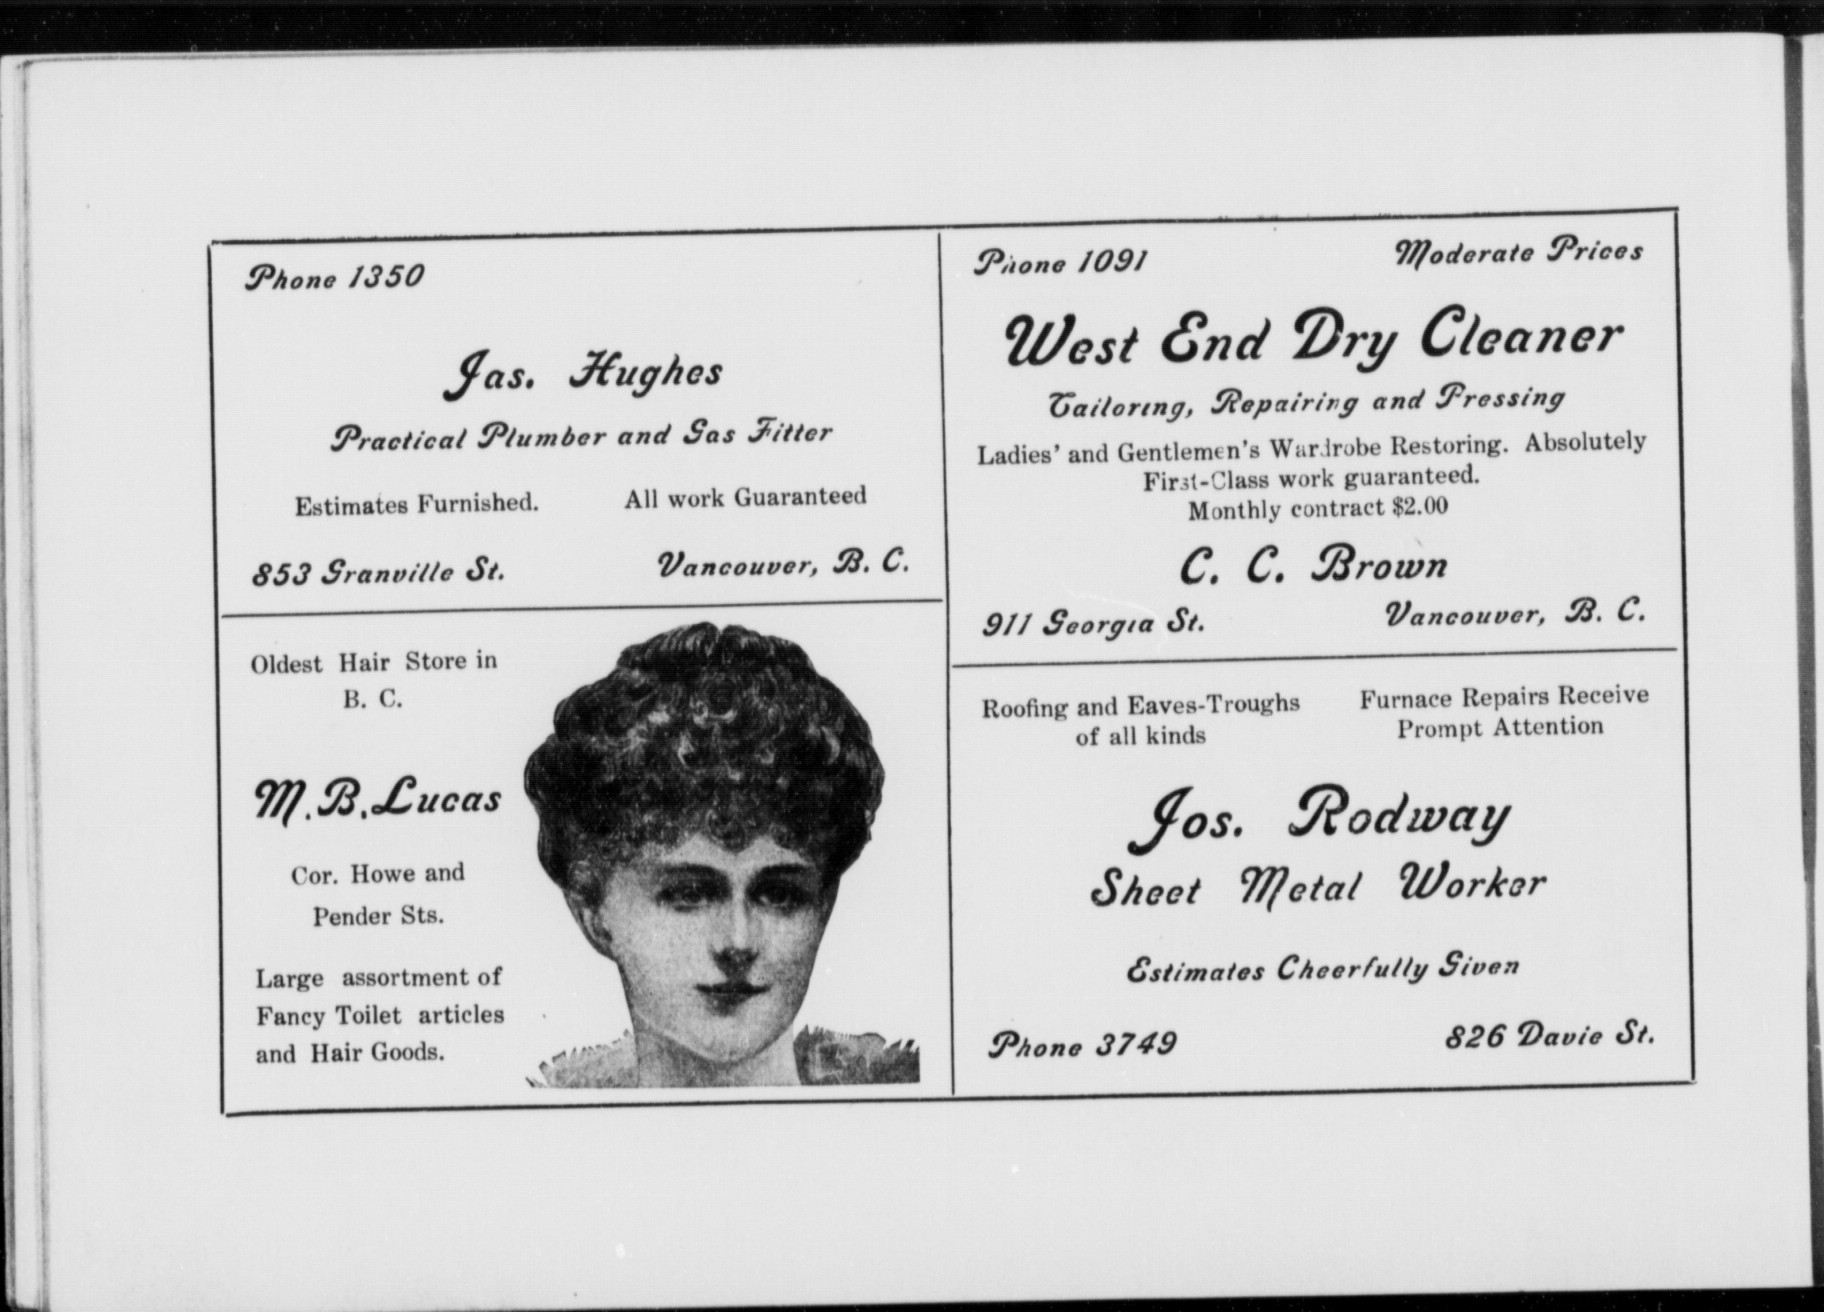 Phone 1350
Jas. Hughes
Practical Plumber and Gas Fitter
Estimates Furnished. All work Guaranteed
853 Granville St. Vancouver, B. C.
Oldest Hair Store in
B. C.
M. B. Lucas
Cor. Howe and
Pender Sts.
Large assortment of
Fancy Toilet articles
and Hair Goods.
Phone 1091 Moderate Prices
West End Dry Cleaner
Tailoring, Repairing and Pressing
Ladies' and Gentlemen's Wardrobe Restoring. Absolutely
First-Class work guaranteed.
Monthly contract $2.00
C. C. Brown
911 Georgia St. Vancouver, B. C.
Roofing and Eaves-Troughs
of all kinds
Furnace Repairs Receive
Prompt Attention
Jos. Rodway
Sheet Metal Worker
Estimates Cheerfully Given
Phone 3749 826 Davie St.